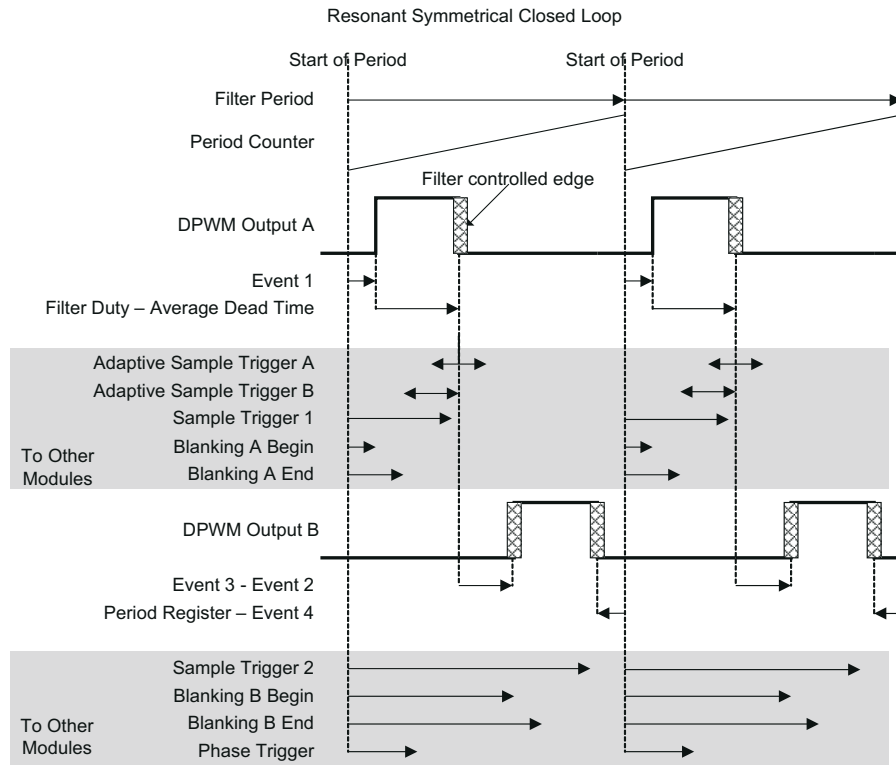 Resonant Symmetrical Closed Loop
Start of Period
Start of Period
Filter Period
Period Counter
Filter controlled edge
DPWM Output A
Event 1
Filter Duty – Average Dead Time
Adaptive Sample Trigger A
Adaptive Sample Trigger B
Sample Trigger 1
Blanking A Begin
To Other
Modules
Blanking A End
DPWM Output B
Event 3 - Event 2
Period Register – Event 4
Sample Trigger 2
Blanking B Begin
Blanking B End
To Other
Modules
Phase Trigger